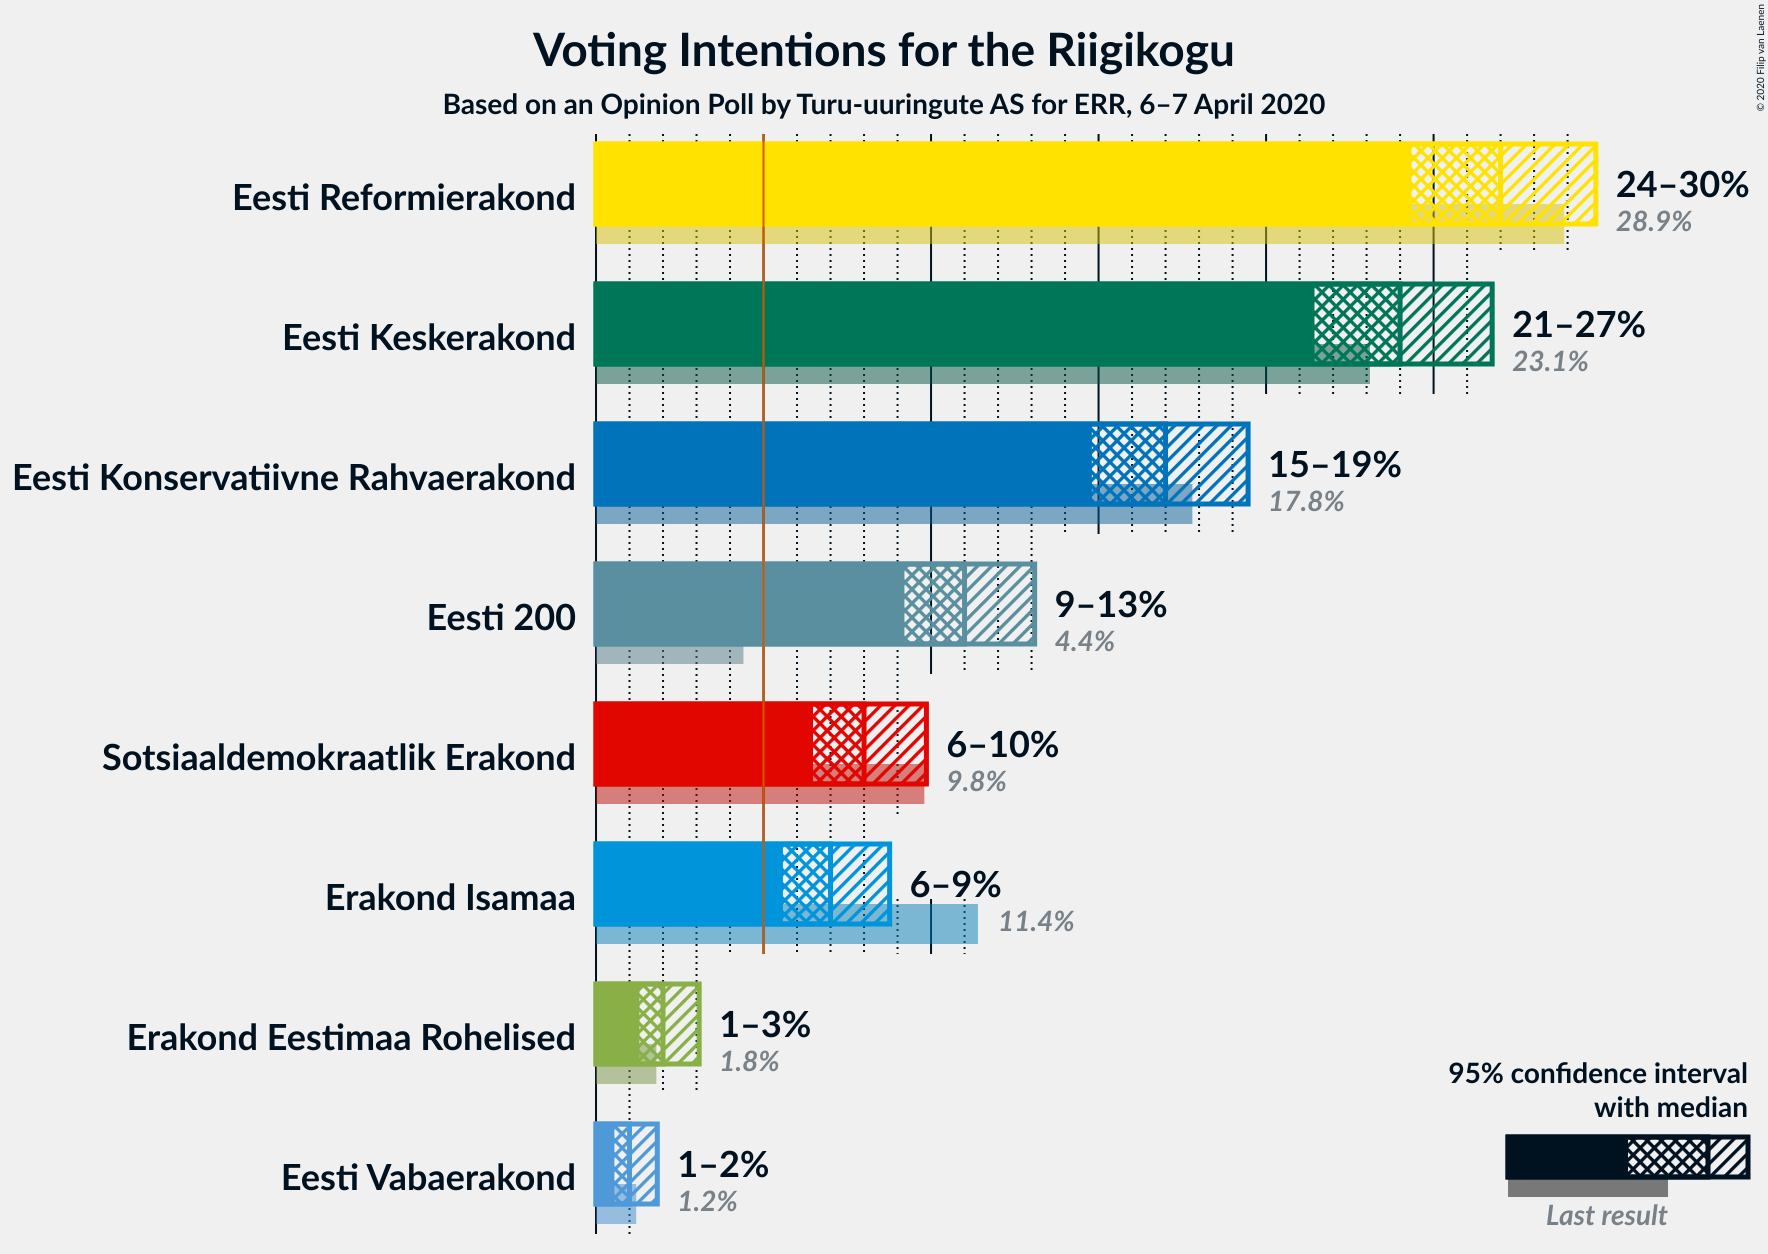 Voting Intentions for the Riigikogu
Based on an Opinion Poll by Turu-uuringute AS for ERR, 6–7 April 2020
© 2020 Filip van Laenen
Eesti Reformierakond
24–30%
28.9%
Eesti Keskerakond
21–27%
23.1%
Eesti Konservatiivne Rahvaerakond
15–19%
17.8%
Eesti 200
9–13%
4.4%
Sotsiaaldemokraatlik Erakond
6–10%
9.8%
Erakond Isamaa
6–9%
11.4%
Erakond Eestimaa Rohelised
1–3%
1.8%
Eesti Vabaerakond
1–2%
1.2%
95% confidence interval
with median
Last result